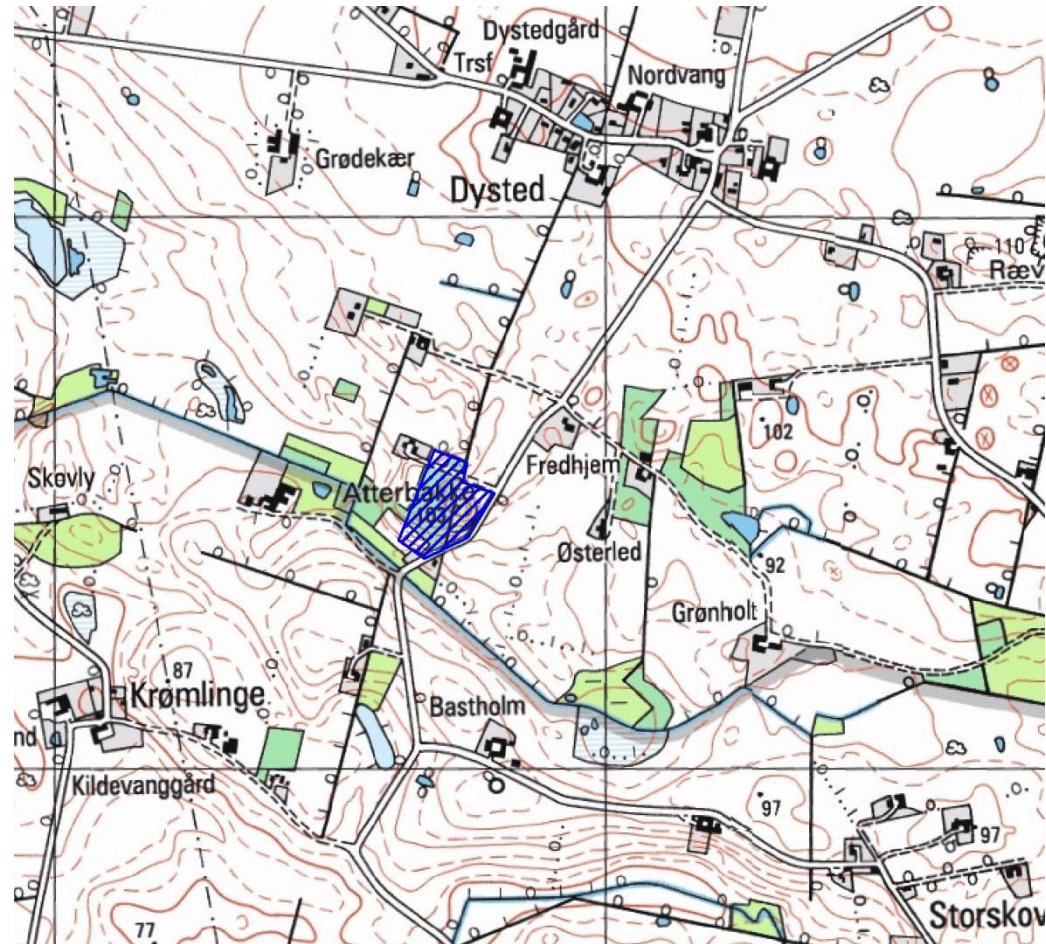 Dystedgård
Trsf
Nordvang
Grødekær
Dysted
110
Ræv
102
Fredhjem
Skovly
Atterbakke
Østerled
92
Grønholt
87
Krømlinge
Bastholm
nd
Kildevanggård
97
97
Storskov
77